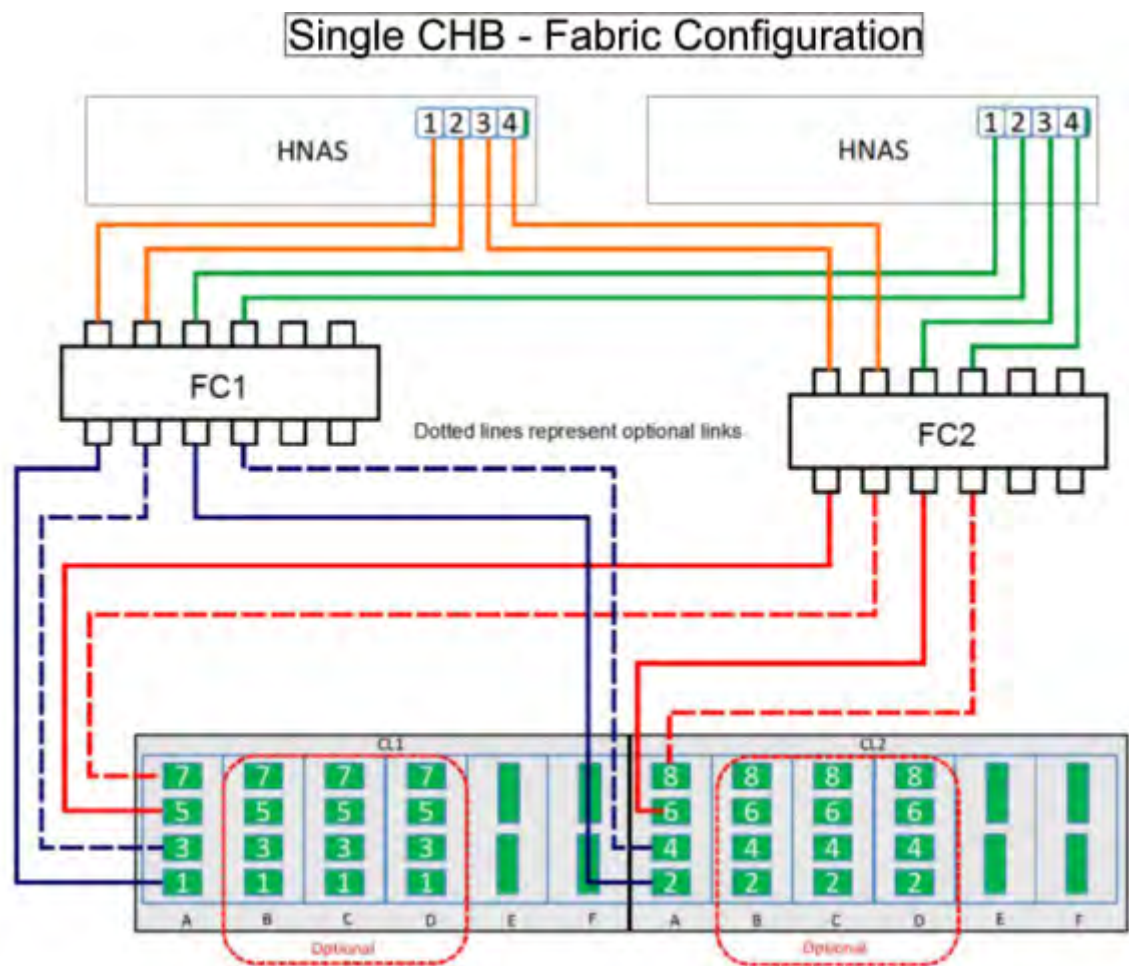 Single CHB - Fabric Configuration
HNAS 1 2 3 4
HNAS 1 2 3 4
FC1
Dotted lines represent optional links
FC2
CL1
CL2
7 7 7 7
8 8 8 8
5 5 5 5
6 6 6 6
3 3 3 3
4 4 4 4
1 1 1 1
2 2 2 2
A B C D E F
A B C D E F
Optional
Optional